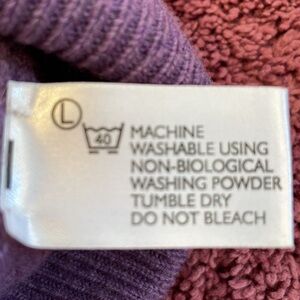 L
40
MACHINE
WASHABLE USING
NON-BIOLOGICAL
WASHING POWDER
TUMBLE DRY
DO NOT BLEACH